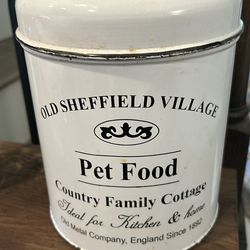 OLD SHEFFIELD VILLAGE
Pet Food
Country Family Cottage
Ideal for Kitchen & home
Old Metal Company, England Since 1892